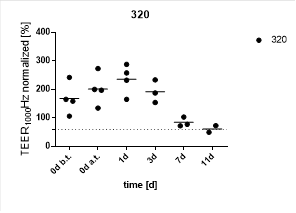 320
TEER1000Hz normalized [%]
400
300
200
100
0
0d b.t.
0d a.t.
1d
3d
7d
11d
time [d]
320